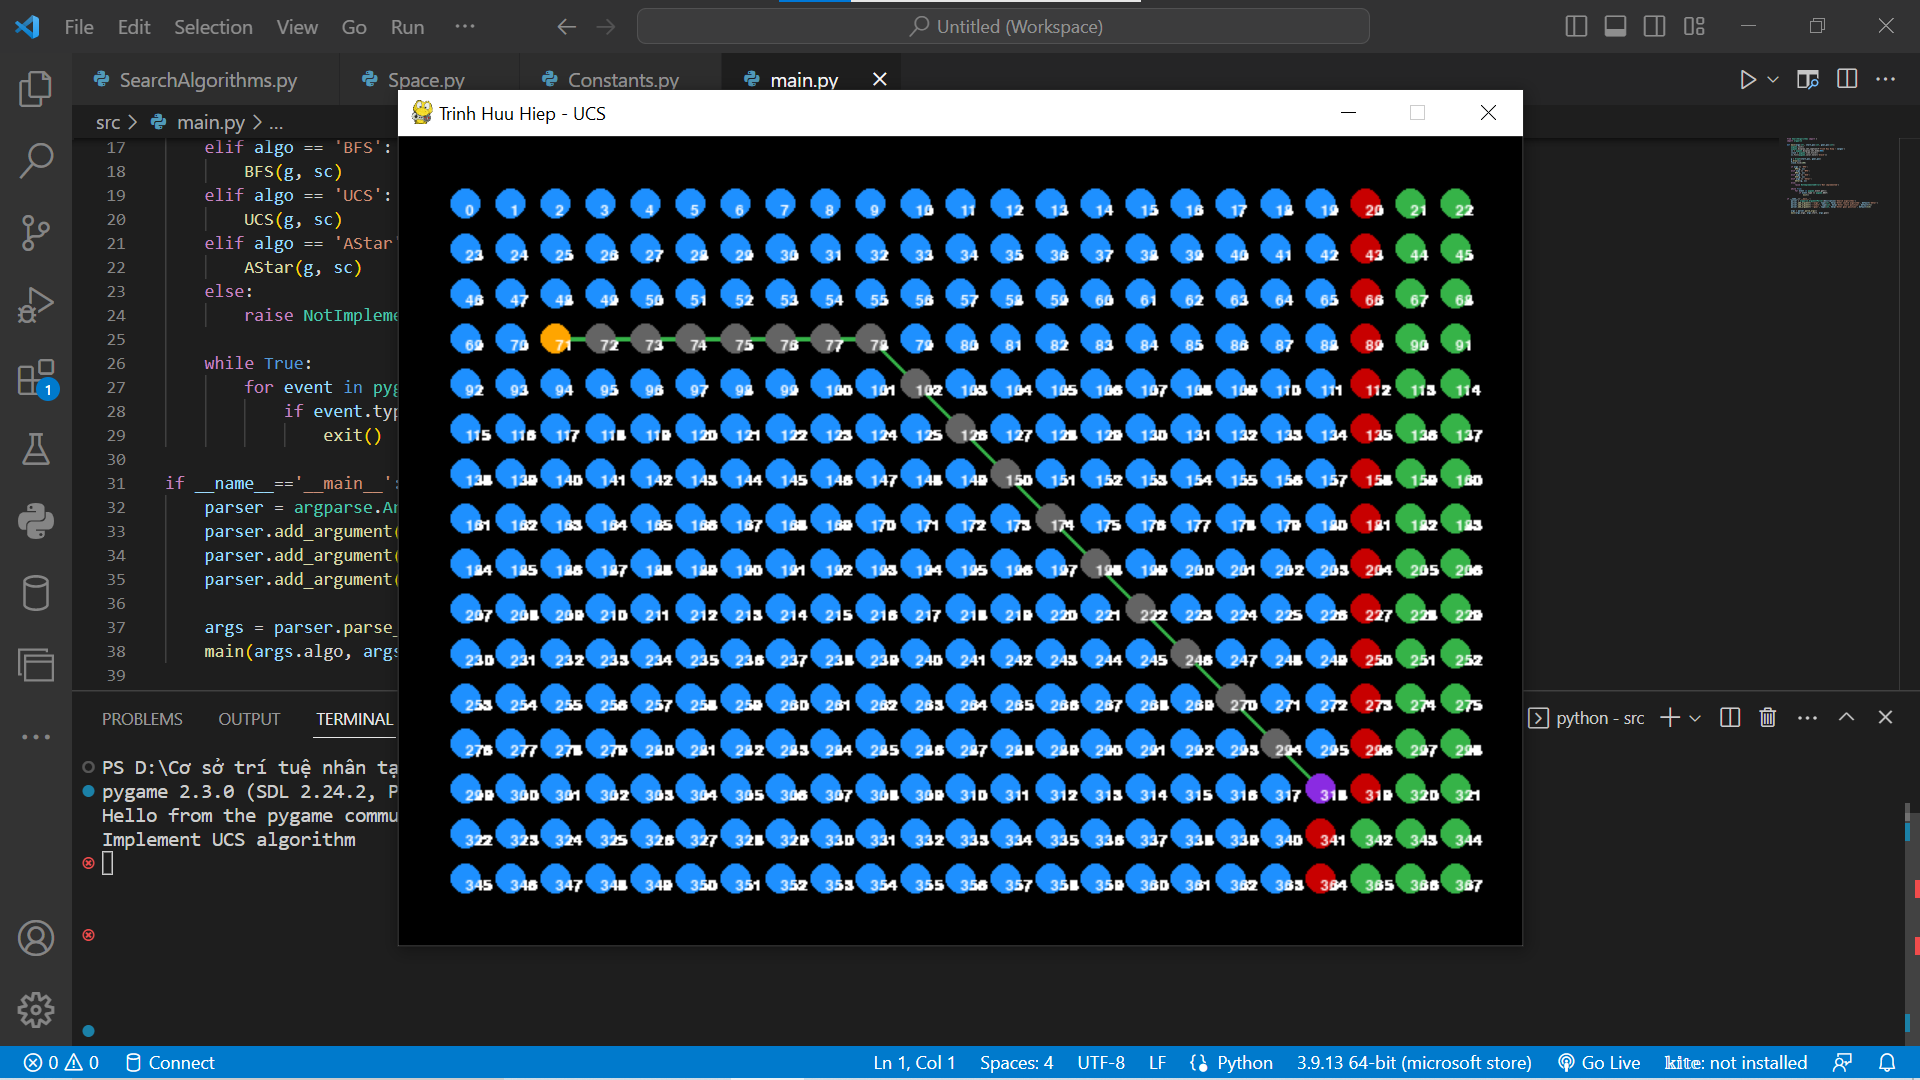 File Edit Selection View Go Run ··· Untitled (Workspace)
SearchAlgorithms.py Space.py Constants.py main.py
Trinh Huu Hiep - UCS
src > main.py > ...
17 elif algo == 'BFS':
18 BFS(g, sc)
19 elif algo == 'UCS':
20 UCS(g, sc)
21 elif algo == 'AStar'
22 AStar(g, sc)
23 else:
24 raise NotImpleme
25
26 while True:
27 for event in pyg
28 if event.typ
29 exit()
30
31 if __name__=='__main__':
32 parser = argparse.Ar
33 parser.add_argument(
34 parser.add_argument(
35 parser.add_argument(
36
37 args = parser.parse_
38 main(args.algo, args
39
0 1 2 3 4 5 6 7 8 9 10 11 12 13 14 15 16 17 18 19 20 21 22
23 24 25 26 27 28 29 30 31 32 33 34 35 36 37 38 39 40 41 42 43 44 45
46 47 48 49 50 51 52 53 54 55 56 57 58 59 60 61 62 63 64 65 66 67 68
69 70 71 72 73 74 75 76 77 78 79 80 81 82 83 84 85 86 87 88 89 90 91
92 93 94 95 96 97 98 99 100 101 102 103 104 105 106 107 108 109 110 111 112 113 114
115 116 117 118 119 120 121 122 123 124 125 126 127 128 129 130 131 132 133 134 135 136 137
138 139 140 141 142 143 144 145 146 147 148 149 150 151 152 153 154 155 156 157 158 159 160
161 162 163 164 165 166 167 168 169 170 171 172 173 174 175 176 177 178 179 180 181 182 183
184 185 186 187 188 189 190 191 192 193 194 195 196 197 198 199 200 201 202 203 204 205 206
207 208 209 210 211 212 213 214 215 216 217 218 219 220 221 222 223 224 225 226 227 228 229
230 231 232 233 234 235 236 237 238 239 240 241 242 243 244 245 246 247 248 249 250 251 252
253 254 255 256 257 258 259 260 261 262 263 264 265 266 267 268 269 270 271 272 273 274 275
276 277 278 279 280 281 282 283 284 285 286 287 288 289 290 291 292 293 294 295 296 297 298
299 300 301 302 303 304 305 306 307 308 309 310 311 312 313 314 315 316 317 318 319 320 321
322 323 324 325 326 327 328 329 330 331 332 333 334 335 336 337 338 339 340 341 342 343 344
345 346 347 348 349 350 351 352 353 354 355 356 357 358 359 360 361 362 363 364 365 366 367
1
PROBLEMS OUTPUT TERMINAL python - src
PS D:\Cơ sở trí tuệ nhân tạ
pygame 2.3.0 (SDL 2.24.2, P
Hello from the pygame commu
Implement UCS algorithm
0 0 Connect Ln 1, Col 1 Spaces: 4 UTF-8 LF Python 3.9.13 64-bit (microsoft store) Go Live kite: not installed